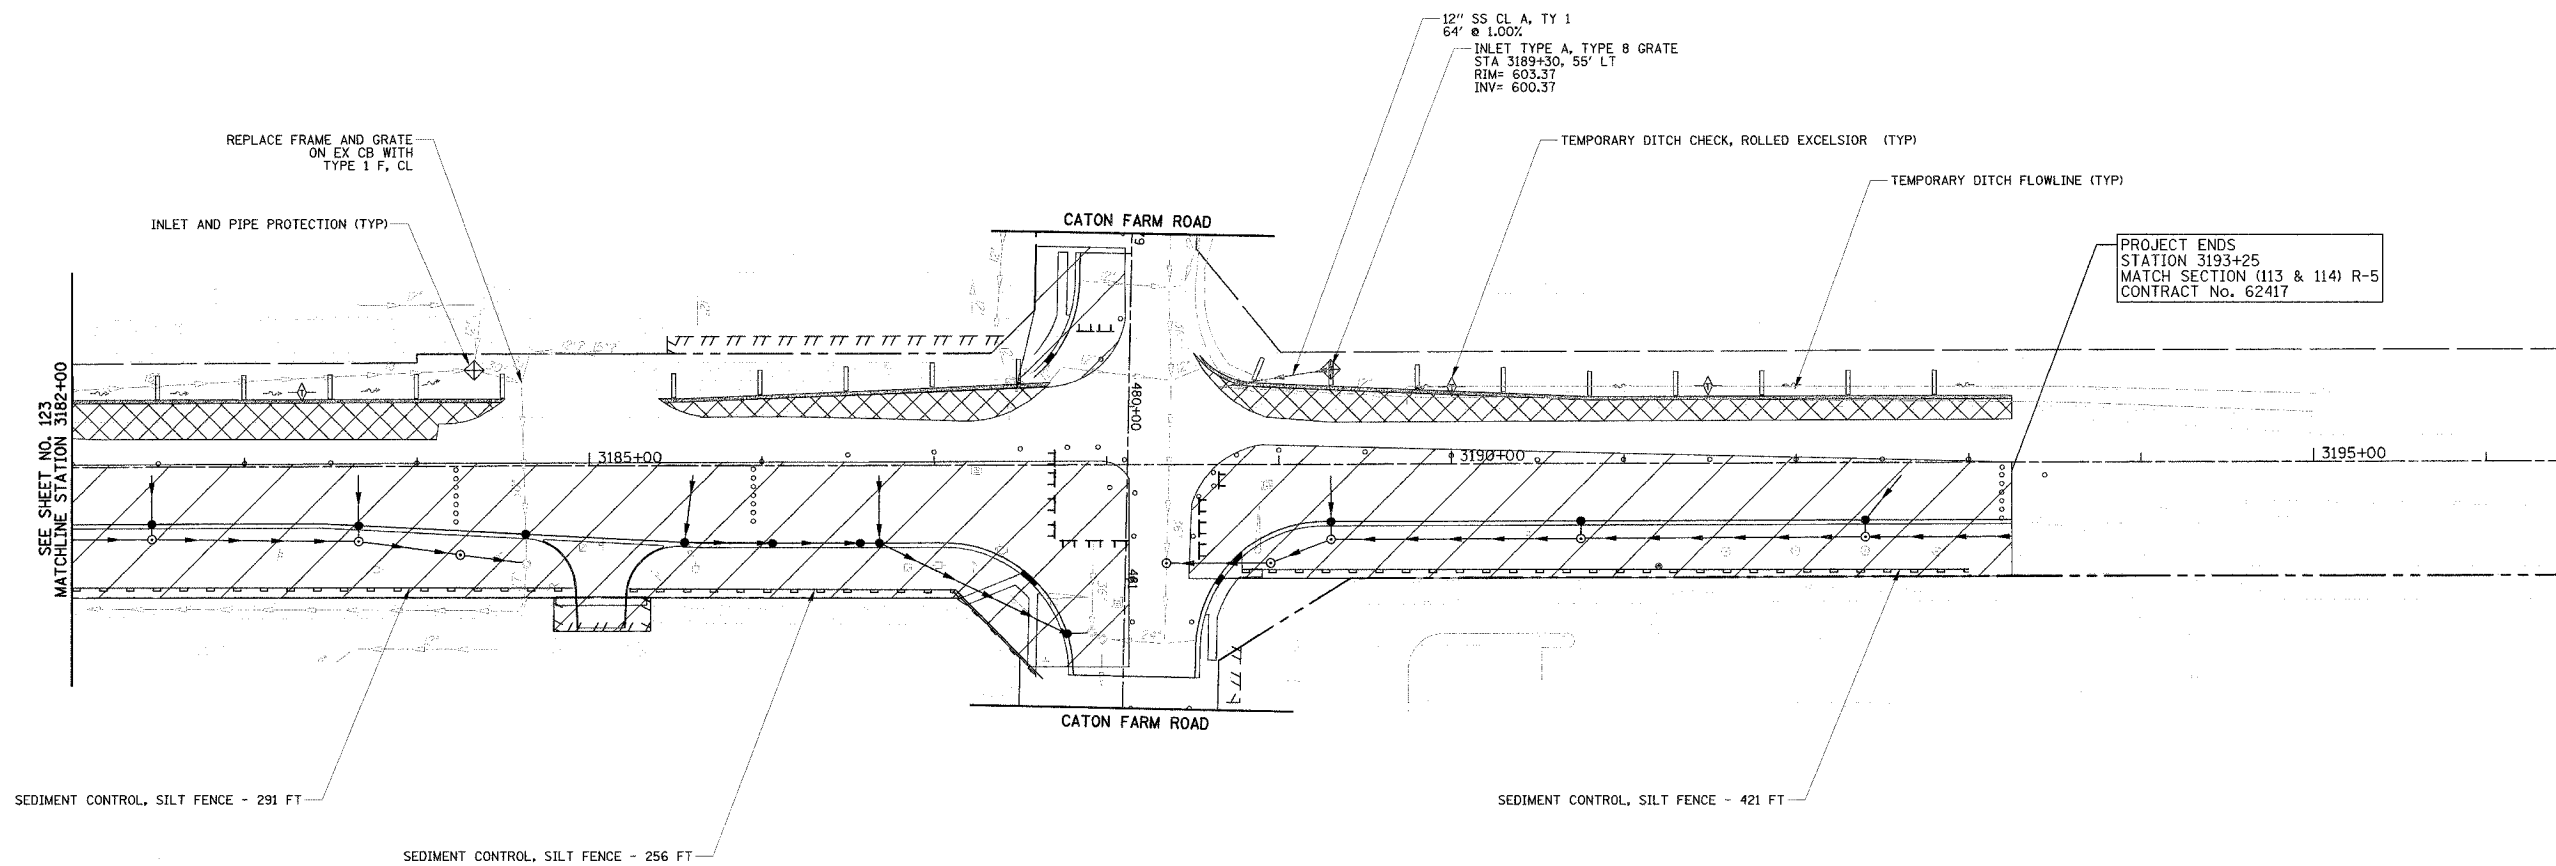 12" SS CL A, TY 1
64' @ 1.00%
INLET TYPE A, TYPE 8 GRATE
STA 3189+30, 55' LT
RIM= 603.37
INV= 600.37
REPLACE FRAME AND GRATE
ON EX CB WITH
TYPE 1 F, CL
TEMPORARY DITCH CHECK, ROLLED EXCELSIOR (TYP)
TEMPORARY DITCH FLOWLINE (TYP)
INLET AND PIPE PROTECTION (TYP)
CATON FARM ROAD
PROJECT ENDS
STATION 3193+25
MATCH SECTION (113 & 114) R-5
CONTRACT No. 62417
SEE SHEET NO. 123
MATCHLINE STATION 3182+00
480+00
3185+00
3190+00
3195+00
481
CATON FARM ROAD
SEDIMENT CONTROL, SILT FENCE - 291 FT
SEDIMENT CONTROL, SILT FENCE - 421 FT
SEDIMENT CONTROL, SILT FENCE - 256 FT